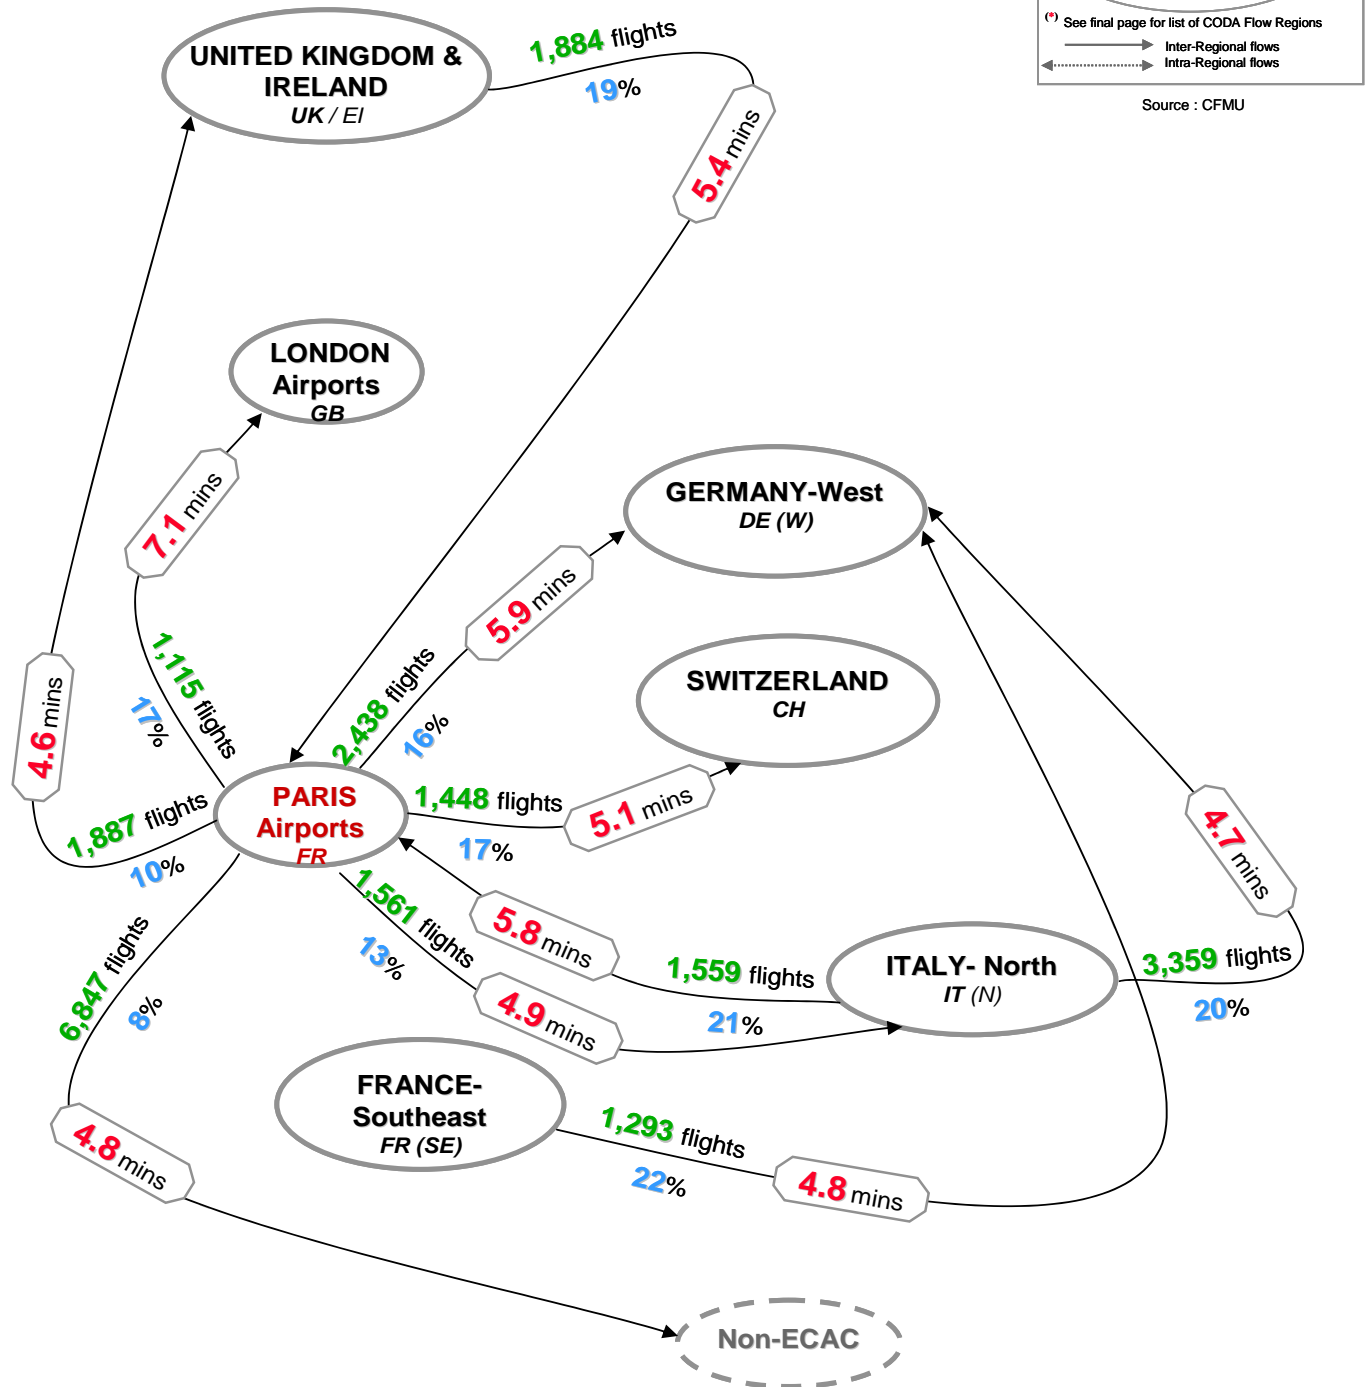 (*) See final page for list of CODA Flow Regions
Inter-Regional flows
Intra-Regional flows
Source : CFMU
UNITED KINGDOM &
IRELAND
UK / EI
1,884 flights
19%
5.4 mins
LONDON
Airports
GB
7.1 mins
GERMANY-West
DE (W)
5.9 mins
SWITZERLAND
CH
1,115 flights
17%
2,438 flights
16%
4.6 mins
PARIS
Airports
FR
1,448 flights
17%
5.1 mins
4.7 mins
1,887 flights
10%
1,561 flights
13%
5.8 mins
1,559 flights
21%
ITALY- North
IT (N)
3,359 flights
20%
6,847 flights
8%
4.9 mins
FRANCE-
Southeast
FR (SE)
1,293 flights
22%
4.8 mins
4.8 mins
Non-ECAC